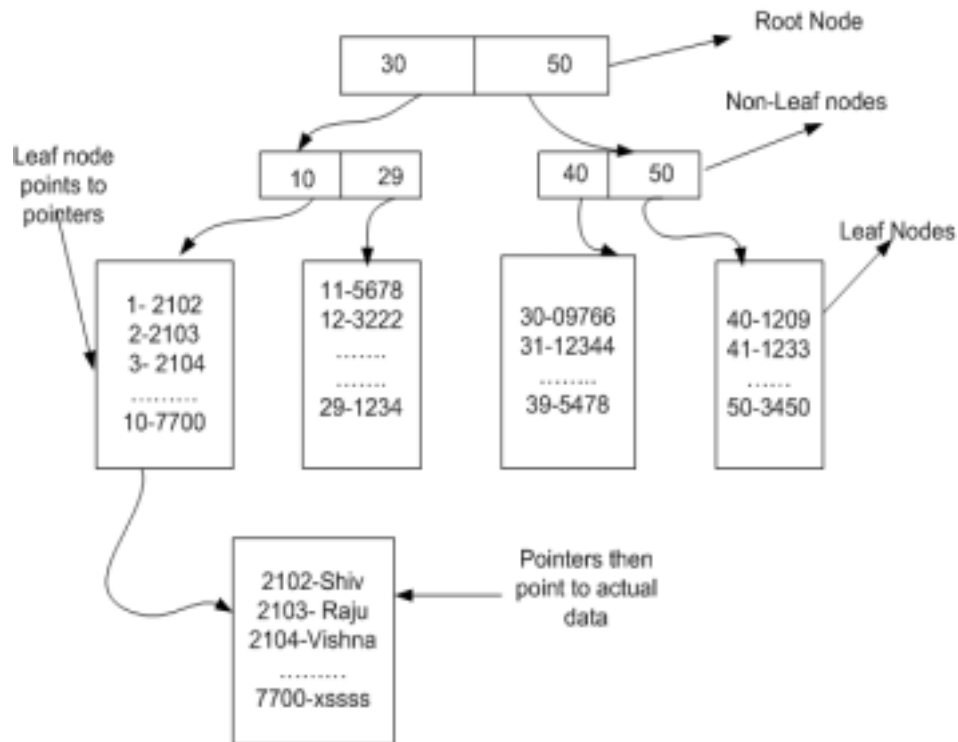 Root Node
30 50
Non-Leaf nodes
Leaf node
points to
pointers
10 29
40 50
Leaf Nodes
1- 2102
2-2103
3- 2104
.........
10-7700
11-5678
12-3222
.......
.......
29-1234
30-09766
31-12344
........
39-5478
40-1209
41-1233
......
50-3450
2102-Shiv
2103- Raju
2104-Vishna
.........
7700-xssss
Pointers then
point to actual
data